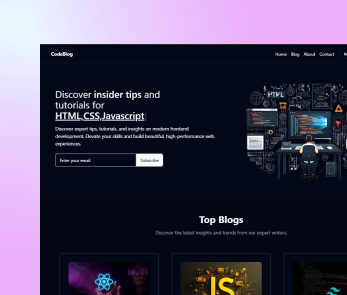 CodeBlog
Home Blog About Contact
Discover insider tips and
tutorials for
HTML,CSS,Javascript
Discover expert tips, tutorials, and insights on modern frontend
development. Elevate your skills and build beautiful, high-performance web
experiences.
Enter your email Subscribe
Top Blogs
Discover the latest insights and trends from our expert writers.
JS